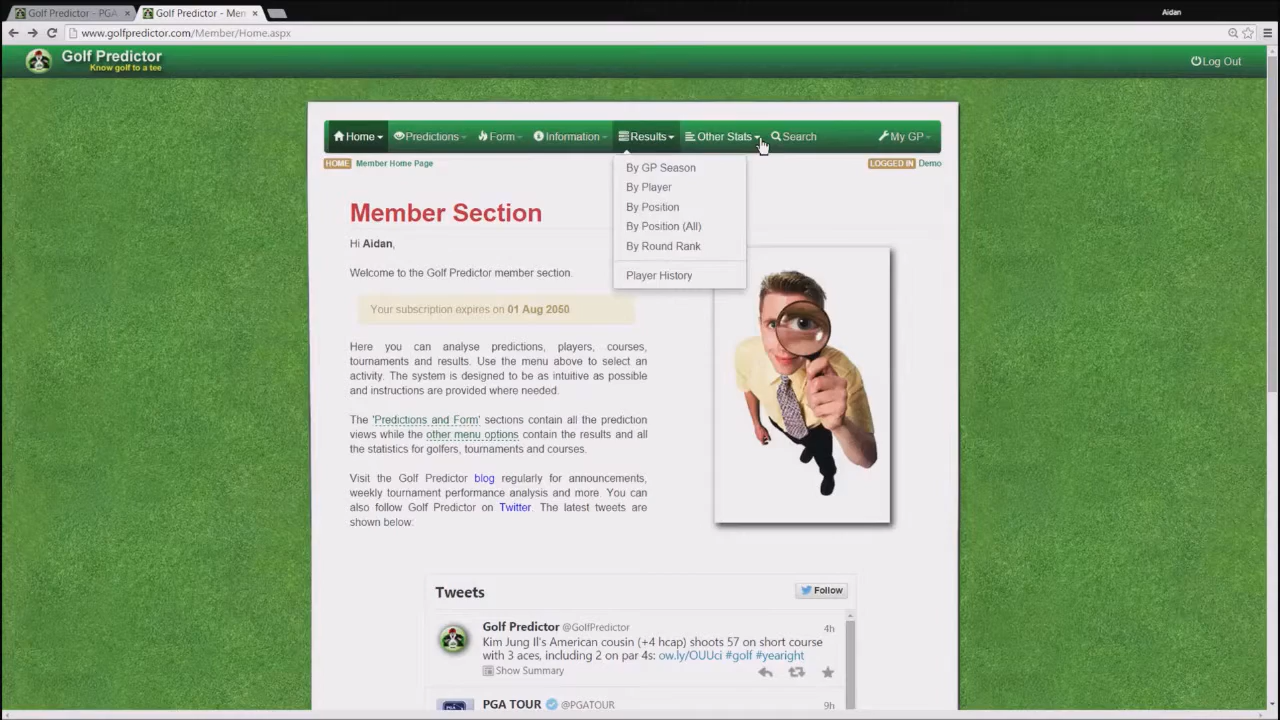 Golf Predictor - PGA
Golf Predictor - Mem
Aidan
www.golfpredictor.com/Member/Home.aspx
Golf Predictor
Know golf to a tee
Log Out
Home
Predictions
Form
Information
Results
Other Stats
Search
My GP
HOME Member Home Page
LOGGED IN Demo
By GP Season
By Player
By Position
By Position (All)
By Round Rank
Player History
Member Section
Hi Aidan,
Welcome to the Golf Predictor member section.
Your subscription expires on 01 Aug 2050
Here you can analyse predictions, players, courses,
tournaments and results. Use the menu above to select an
activity. The system is designed to be as intuitive as possible
and instructions are provided where needed.
The 'Predictions and Form' sections contain all the prediction
views while the other menu options contain the results and all
the statistics for golfers, tournaments and courses.
Visit the Golf Predictor blog regularly for announcements,
weekly tournament performance analysis and more. You can
also follow Golf Predictor on Twitter. The latest tweets are
shown below:
Tweets
Follow
Golf Predictor @GolfPredictor 4h
Kim Jung Il's American cousin (+4 hcap) shoots 57 on short course
with 3 aces, including 2 on par 4s: ow.ly/OUUci #golf #yearight
Show Summary
PGA TOUR @PGATOUR 9h